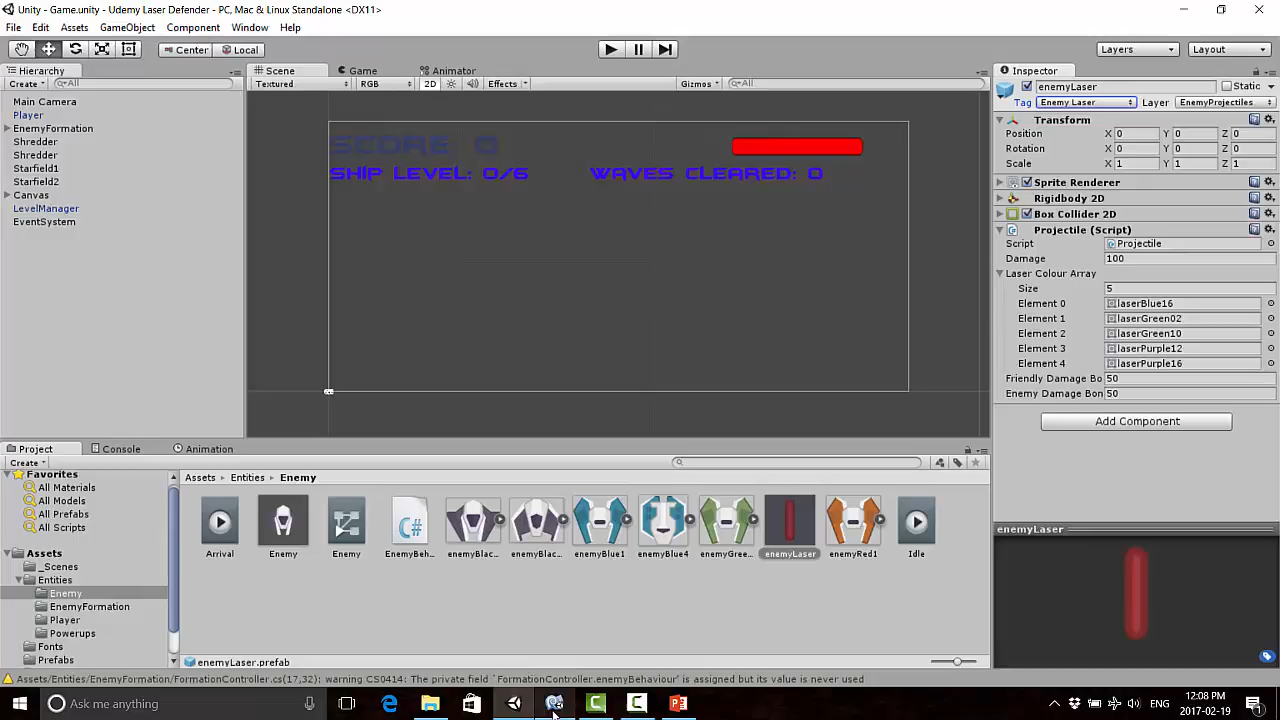 Unity - Game.unity - Udemy Laser Defender - PC, Mac & Linux Standalone <DX11>
File Edit Assets GameObject Component Window Help
Center Local Layers Layout
Hierarchy
Create All
Main Camera
Player
EnemyFormation
Shredder
Shredder
Starfield1
Starfield2
Canvas
LevelManager
EventSystem
Scene Game Animator
Textured RGB 2D Effects Gizmos All
SCORE 0
SHIP LEVEL: 0/6 WAVES CLEARED: 0
Inspector
enemyLaser Static
Tag Enemy Laser Layer EnemyProjectiles
Transform
Position X 0 Y 0 Z 0
Rotation X 0 Y 0 Z 0
Scale X 1 Y 1 Z 1
Sprite Renderer
Rigidbody 2D
Box Collider 2D
Projectile (Script)
Script Projectile
Damage 100
Laser Colour Array
Size 5
Element 0 laserBlue16
Element 1 laserGreen02
Element 2 laserGreen10
Element 3 laserPurple12
Element 4 laserPurple16
Friendly Damage Bo 50
Enemy Damage Bon 50
Add Component
Project Console Animation
Create
Favorites
All Materials
All Models
All Prefabs
All Scripts
Assets
_Scenes
Entities
Enemy
EnemyFormation
Player
Powerups
Fonts
Prefabs
Assets Entities Enemy
C#
Arrival Enemy Enemy EnemyBeh... enemyBlac... enemyBlac... enemyBlue1 enemyBlue4 enemyGree... enemyLaser enemyRed1 Idle
enemyLaser.prefab
enemyLaser
Assets/Entities/EnemyFormation/FormationController.cs(17,32): warning CS0414: The private field `FormationController.enemyBehaviour' is assigned but its value is never used
Ask me anything
12:08 PM
2017-02-19